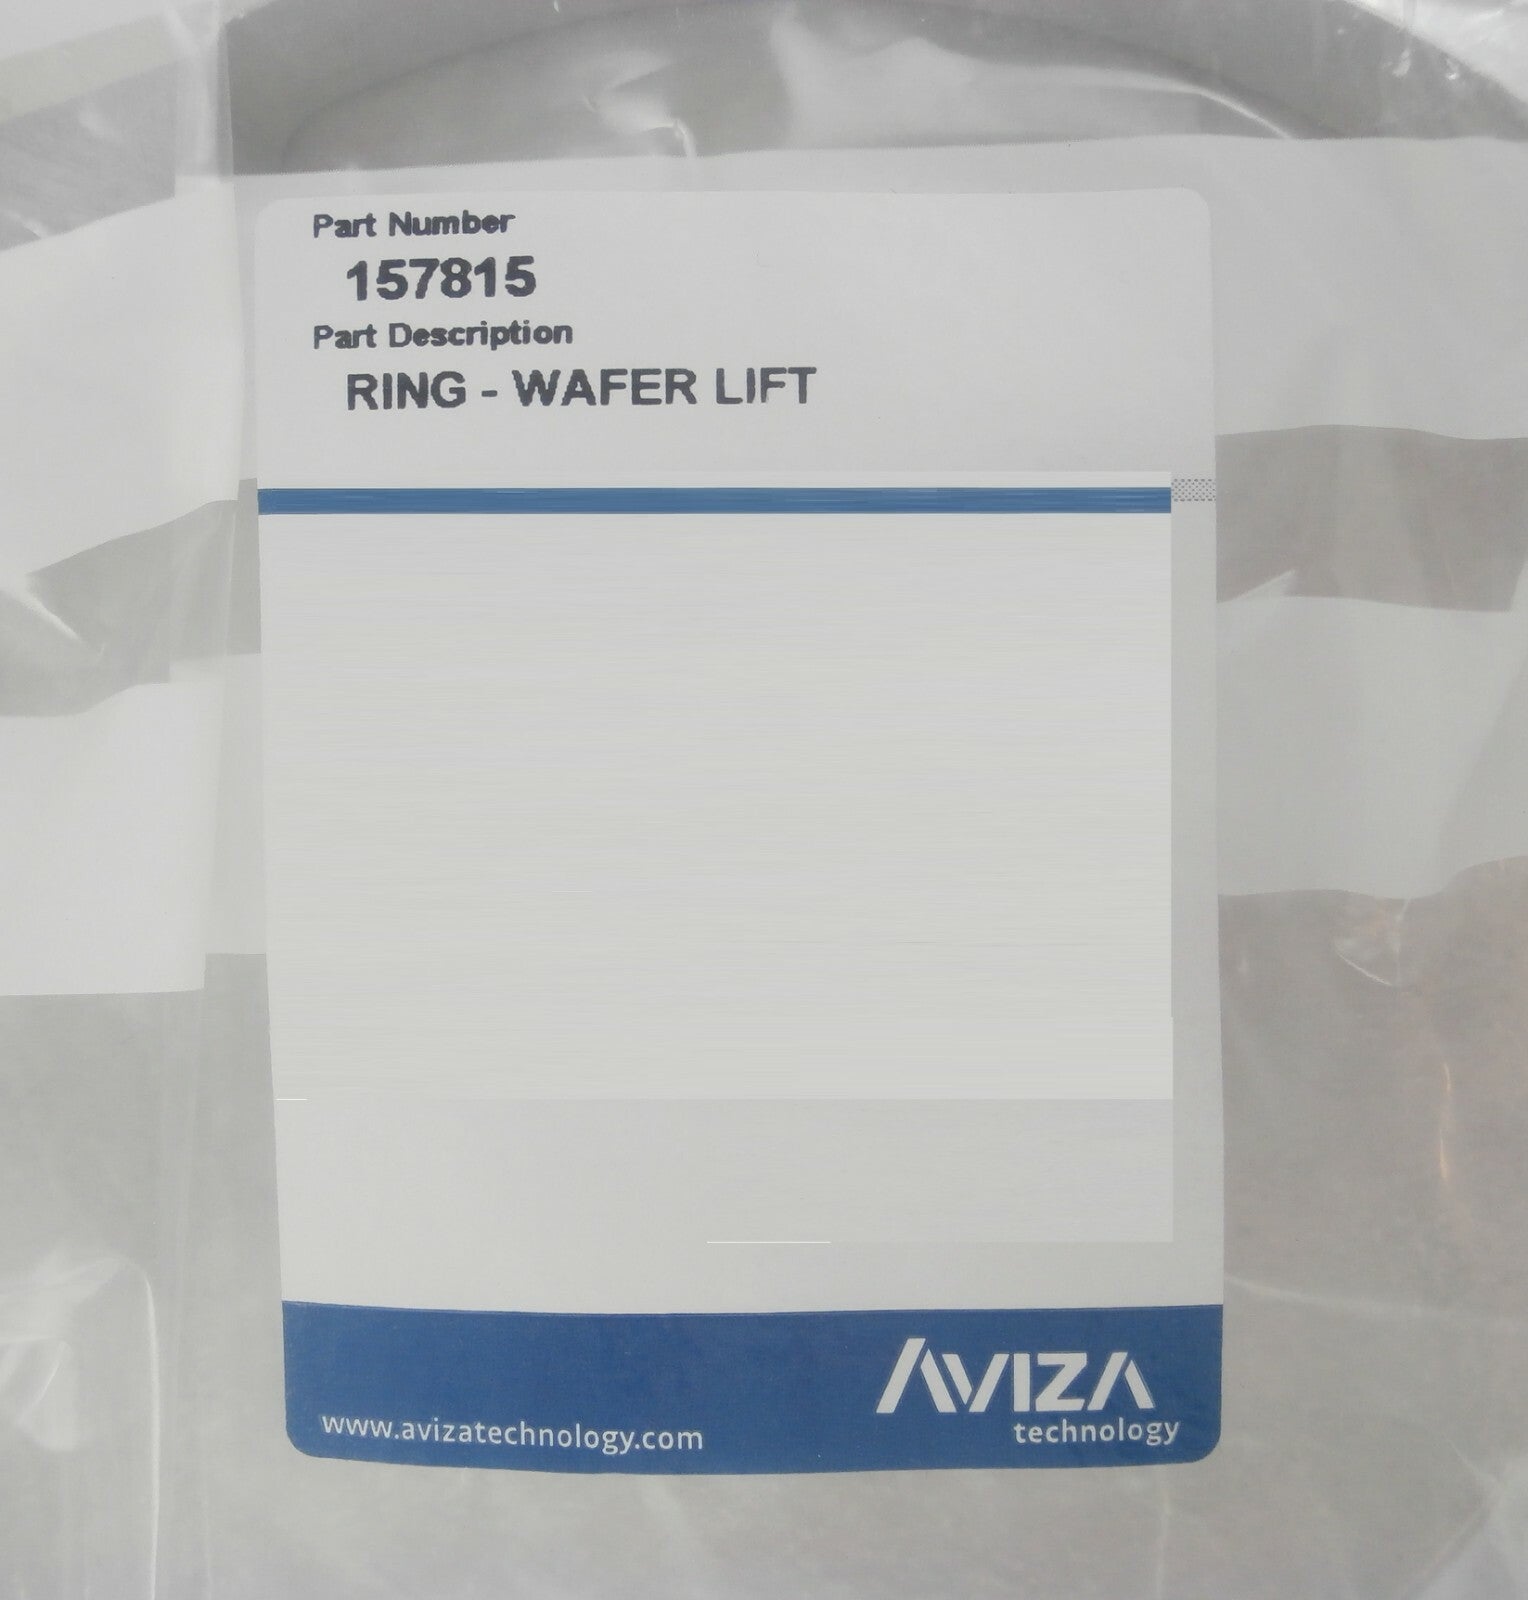 Part Number
157815
Part Description
RING - WAFER LIFT
AVIZA
technology
www.avizatechnology.com